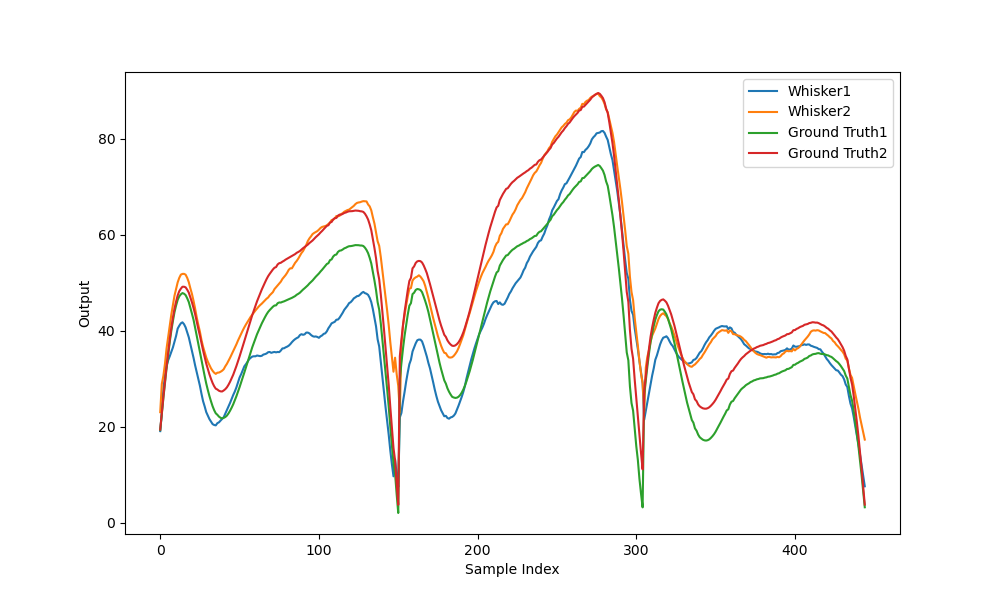 Whisker1
Whisker2
Ground Truth1
Ground Truth2
80
60
40
20
0
Output
0 100 200 300 400
Sample Index